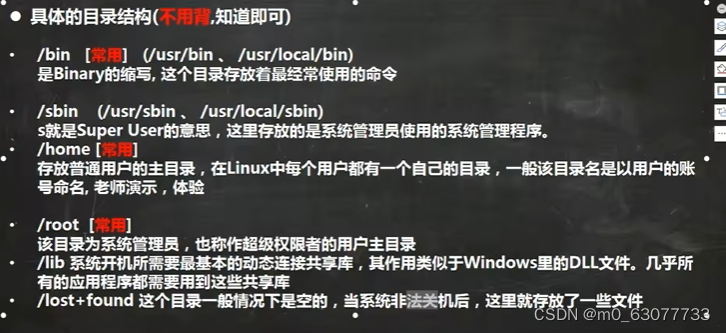 具体的目录结构(不用背,知道即可)
/bin [常用] (/usr/bin 、 /usr/local/bin)
是Binary的缩写, 这个目录存放着最经常使用的命令
/sbin (/usr/sbin 、 /usr/local/sbin)
s就是Super User的意思，这里存放的是系统管理员使用的系统管理程序。
/home [常用]
存放普通用户的主目录，在Linux中每个用户都有一个自己的目录，一般该目录名是以用户的账
号命名, 老师演示，体验
/root [常用]
该目录为系统管理员，也称作超级权限者的用户主目录
/lib 系统开机所需要最基本的动态连接共享库，其作用类似于Windows里的DLL文件。几乎所
有的应用程序都需要用到这些共享库
/lost+found 这个目录一般情况下是空的，当系统非法关机后，这里就存放了一些文件
CSDN @m0_63077733